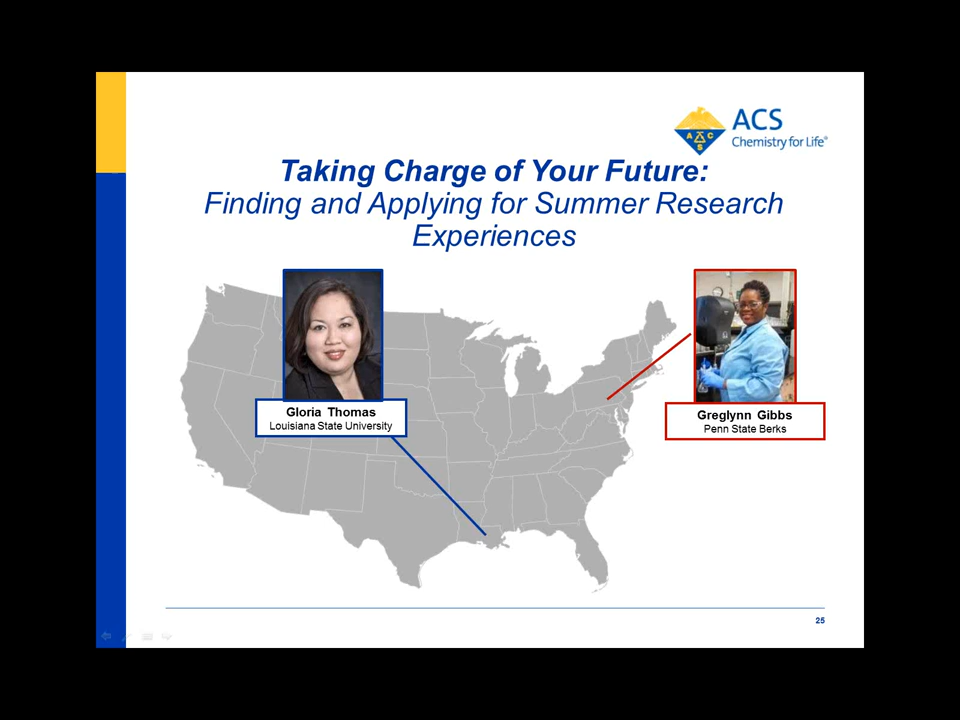 ACS
Chemistry for Life®
A C S
Taking Charge of Your Future:
Finding and Applying for Summer Research
Experiences
Gloria Thomas
Louisiana State University
Greglynn Gibbs
Penn State Berks
25